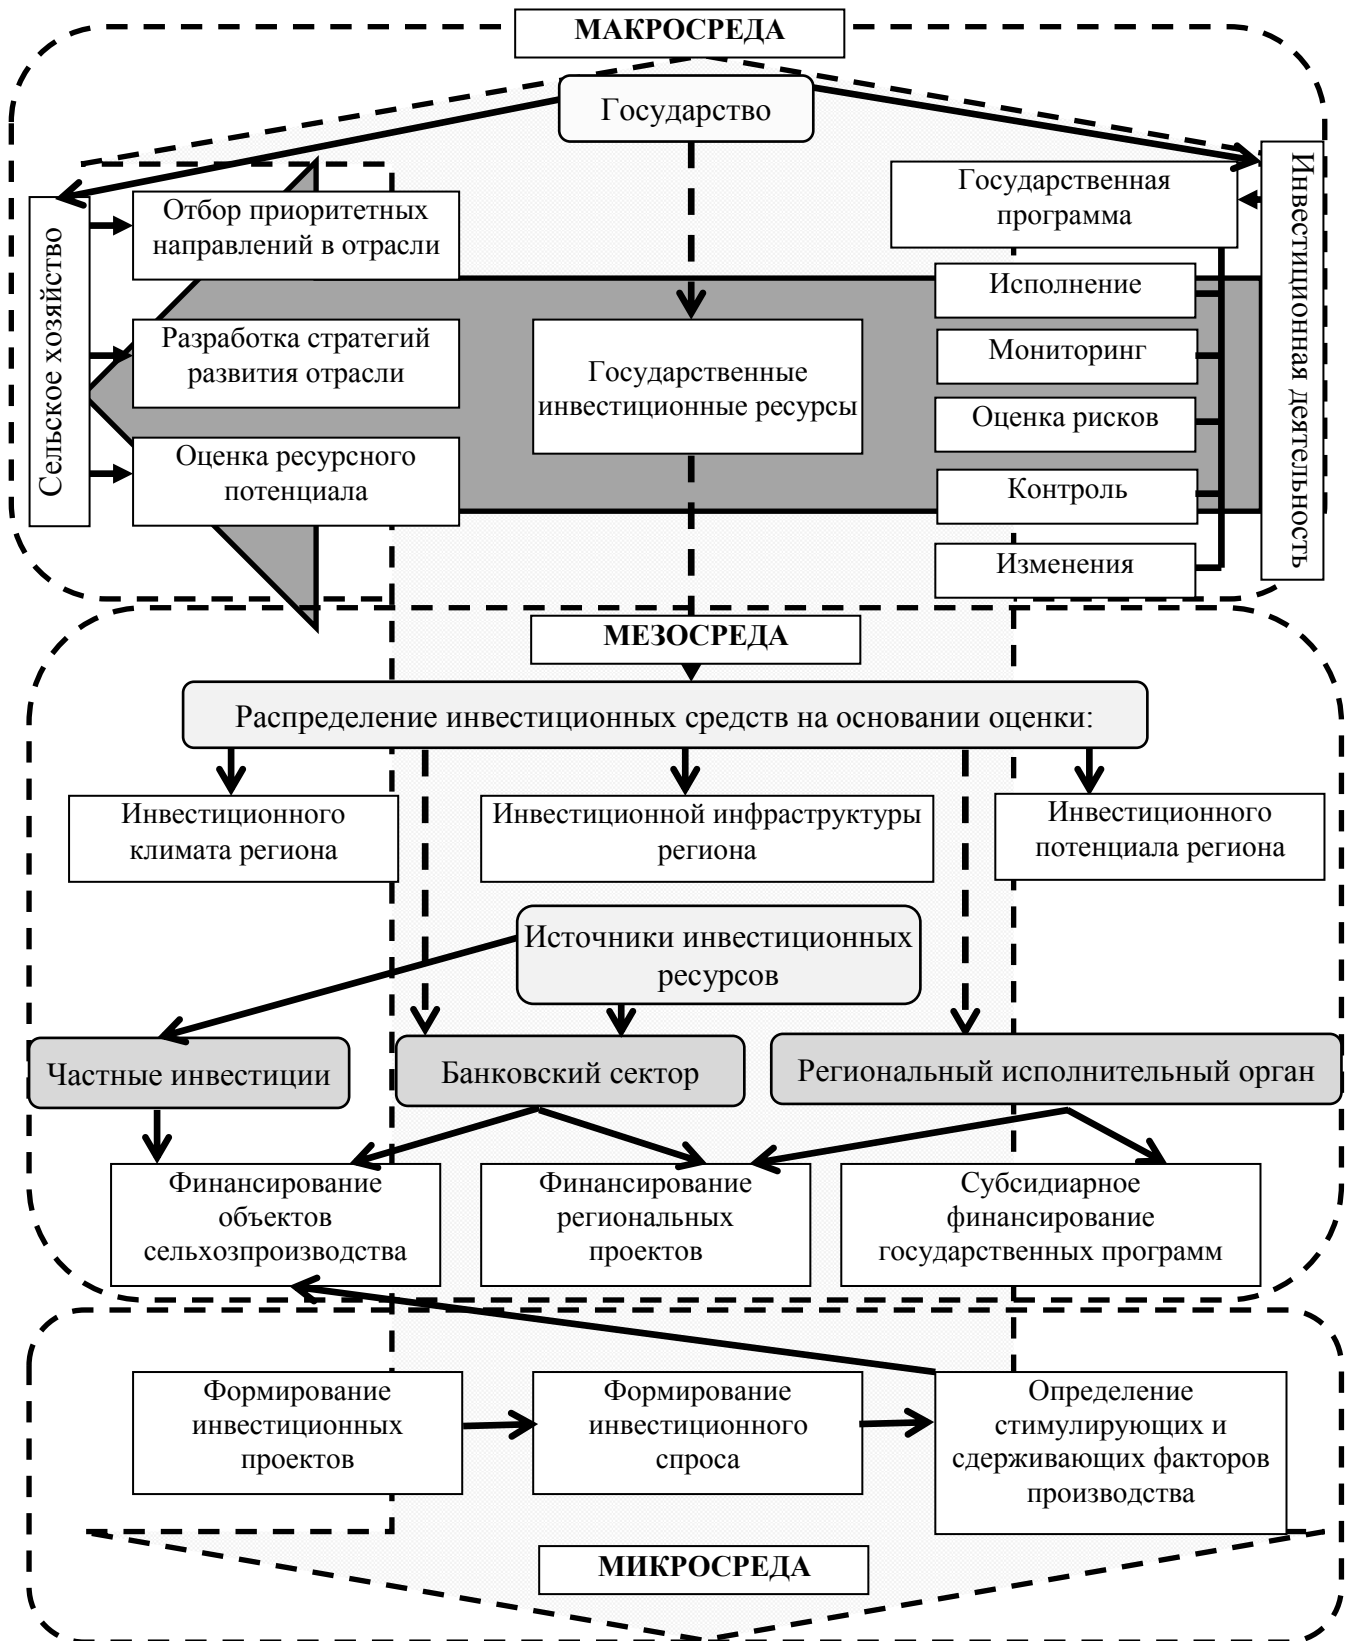 МАКРОСРЕДА
Государство
Сельское хозяйство
Отбор приоритетных
направлений в отрасли
Разработка стратегий
развития отрасли
Оценка ресурсного
потенциала
Государственные
инвестиционные ресурсы
Государственная
программа
Исполнение
Мониторинг
Оценка рисков
Контроль
Изменения
Инвестиционная деятельность
МЕЗОСРЕДА
Распределение инвестиционных средств на основании оценки:
Инвестиционного
климата региона
Инвестиционной инфраструктуры
региона
Инвестиционного
потенциала региона
Источники инвестиционных
ресурсов
Частные инвестиции
Банковский сектор
Региональный исполнительный орган
Финансирование
объектов
сельхозпроизводства
Финансирование
региональных
проектов
Субсидиарное
финансирование
государственных программ
Формирование
инвестиционных
проектов
Формирование
инвестиционного
спроса
Определение
стимулирующих и
сдерживающих факторов
производства
МИКРОСРЕДА